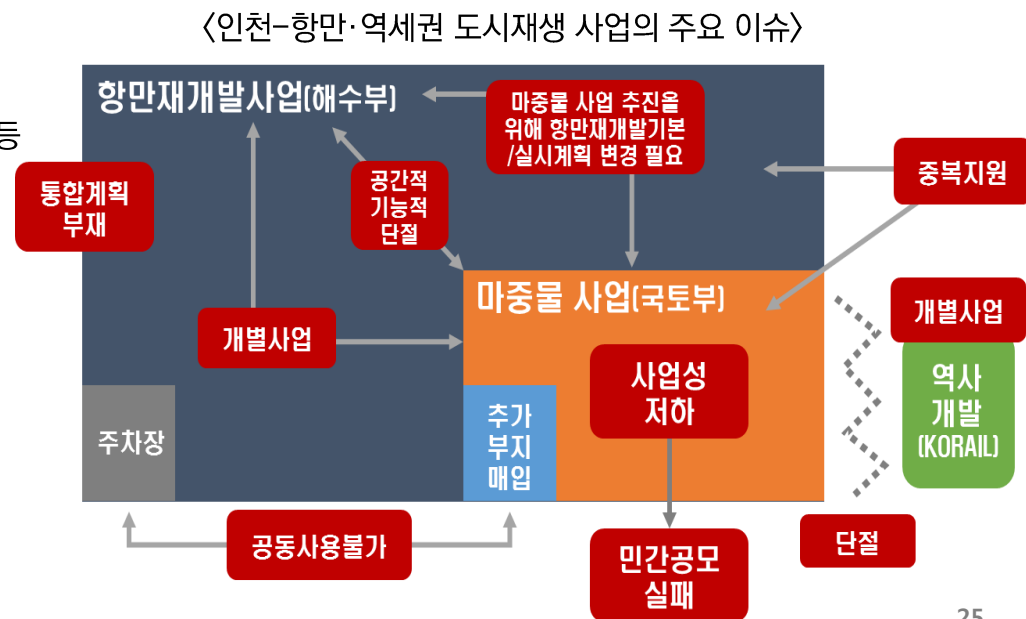 〈인천-항만·역세권 도시재생 사업의 주요 이슈〉
등
항만재개발사업(해수부)
마중물 사업 추진을
위해 항만재개발기본
/실시계획 변경 필요
중복지원
통합계획
부재
공간적
기능적
단절
마중물 사업(국토부)
개별사업
개별사업
사업성
저하
역사
개발
(KORAIL)
주차장
추가
부지
매입
공동사용불가
민간공모
실패
단절
25